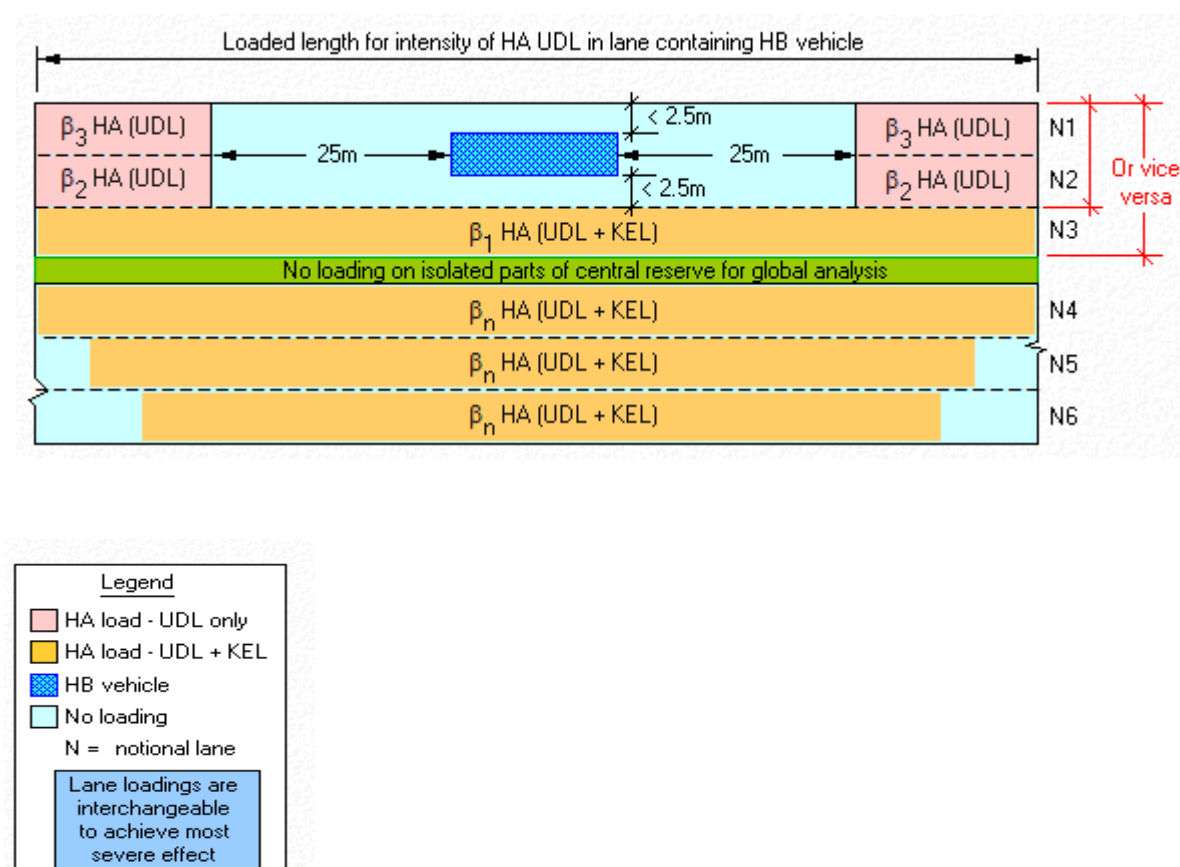 Loaded length for intensity of HA UDL in lane containing HB vehicle
β3 HA (UDL)
< 2.5m
β3 HA (UDL)
N1
25m
25m
Or vice
versa
β2 HA (UDL)
< 2.5m
β2 HA (UDL)
N2
β1 HA (UDL + KEL)
N3
No loading on isolated parts of central reserve for global analysis
βn HA (UDL + KEL)
N4
βn HA (UDL + KEL)
N5
βn HA (UDL + KEL)
N6
Legend
HA load - UDL only
HA load - UDL + KEL
HB vehicle
No loading
N = notional lane
Lane loadings are
interchangeable
to achieve most
severe effect